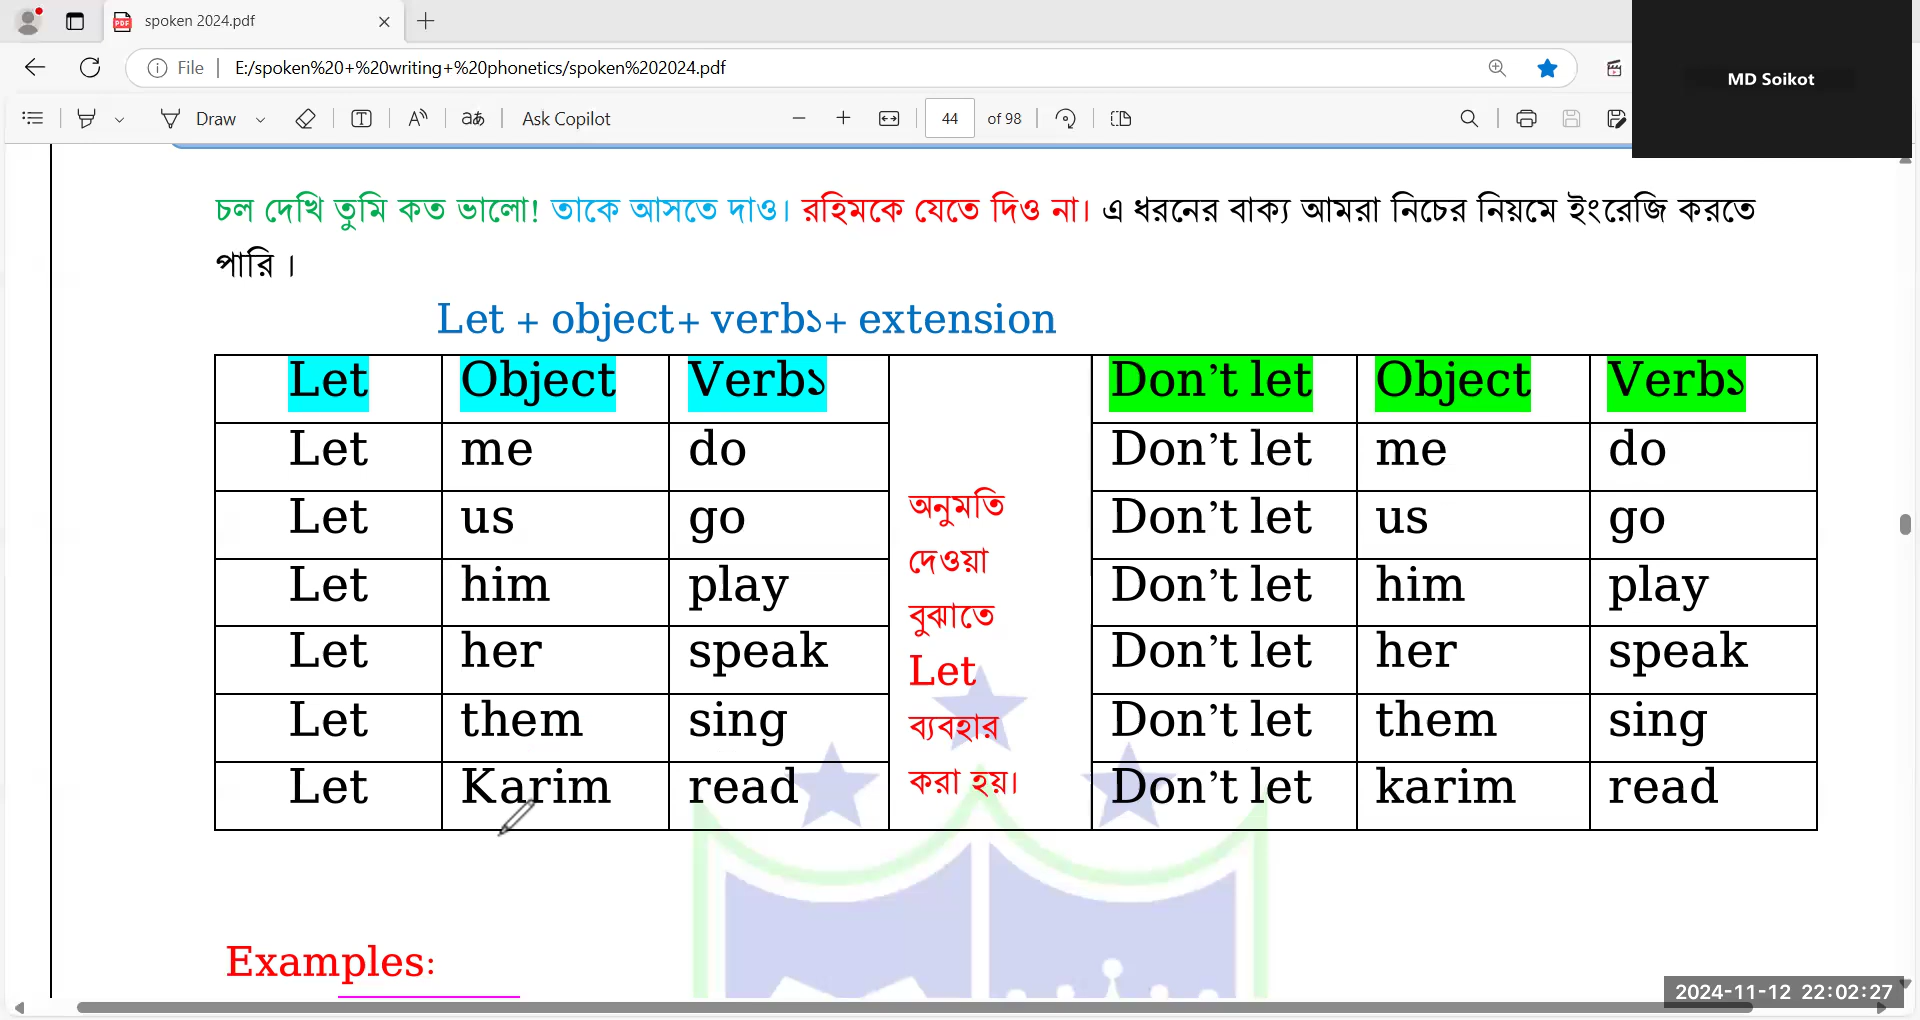 spoken 2024.pdf
File | E:/spoken%20+%20writing+%20phonetics/spoken%202024.pdf
MD Soikot
Draw Ask Copilot 44 of 98
চল দেখি তুমি কত ভালো! তাকে আসতে দাও। রহিমকে যেতে দিও না। এ ধরনের বাক্য আমরা নিচের নিয়মে ইংরেজি করতে
পারি ।
Let + object+ verb১+ extension
Let Object Verb১ Don’t let Object Verb১
Let me do Don’t let me do
Let us go Don’t let us go
Let him play Don’t let him play
Let her speak Don’t let her speak
Let them sing Don’t let them sing
Let Karim read Don’t let karim read
অনুমতি
দেওয়া
বুঝাতে
Let
ব্যবহার
করা হয়।
Examples:
2024-11-12 22:02:27